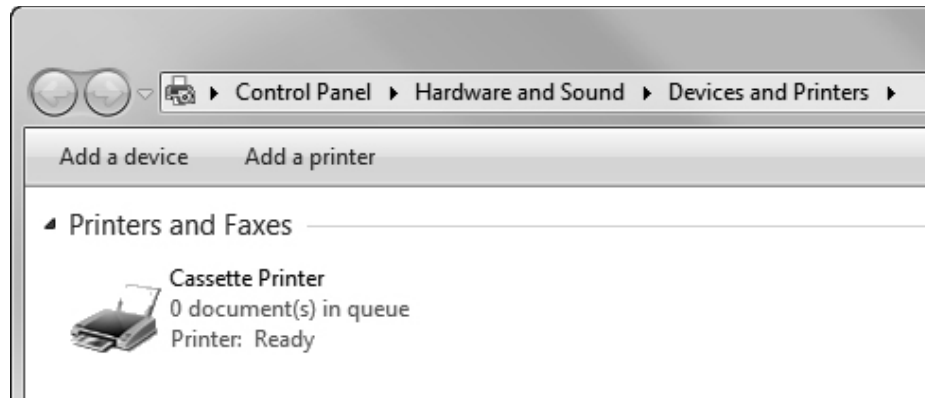 Control Panel Hardware and Sound Devices and Printers
Add a device Add a printer
Printers and Faxes
Cassette Printer
0 document(s) in queue
Printer: Ready